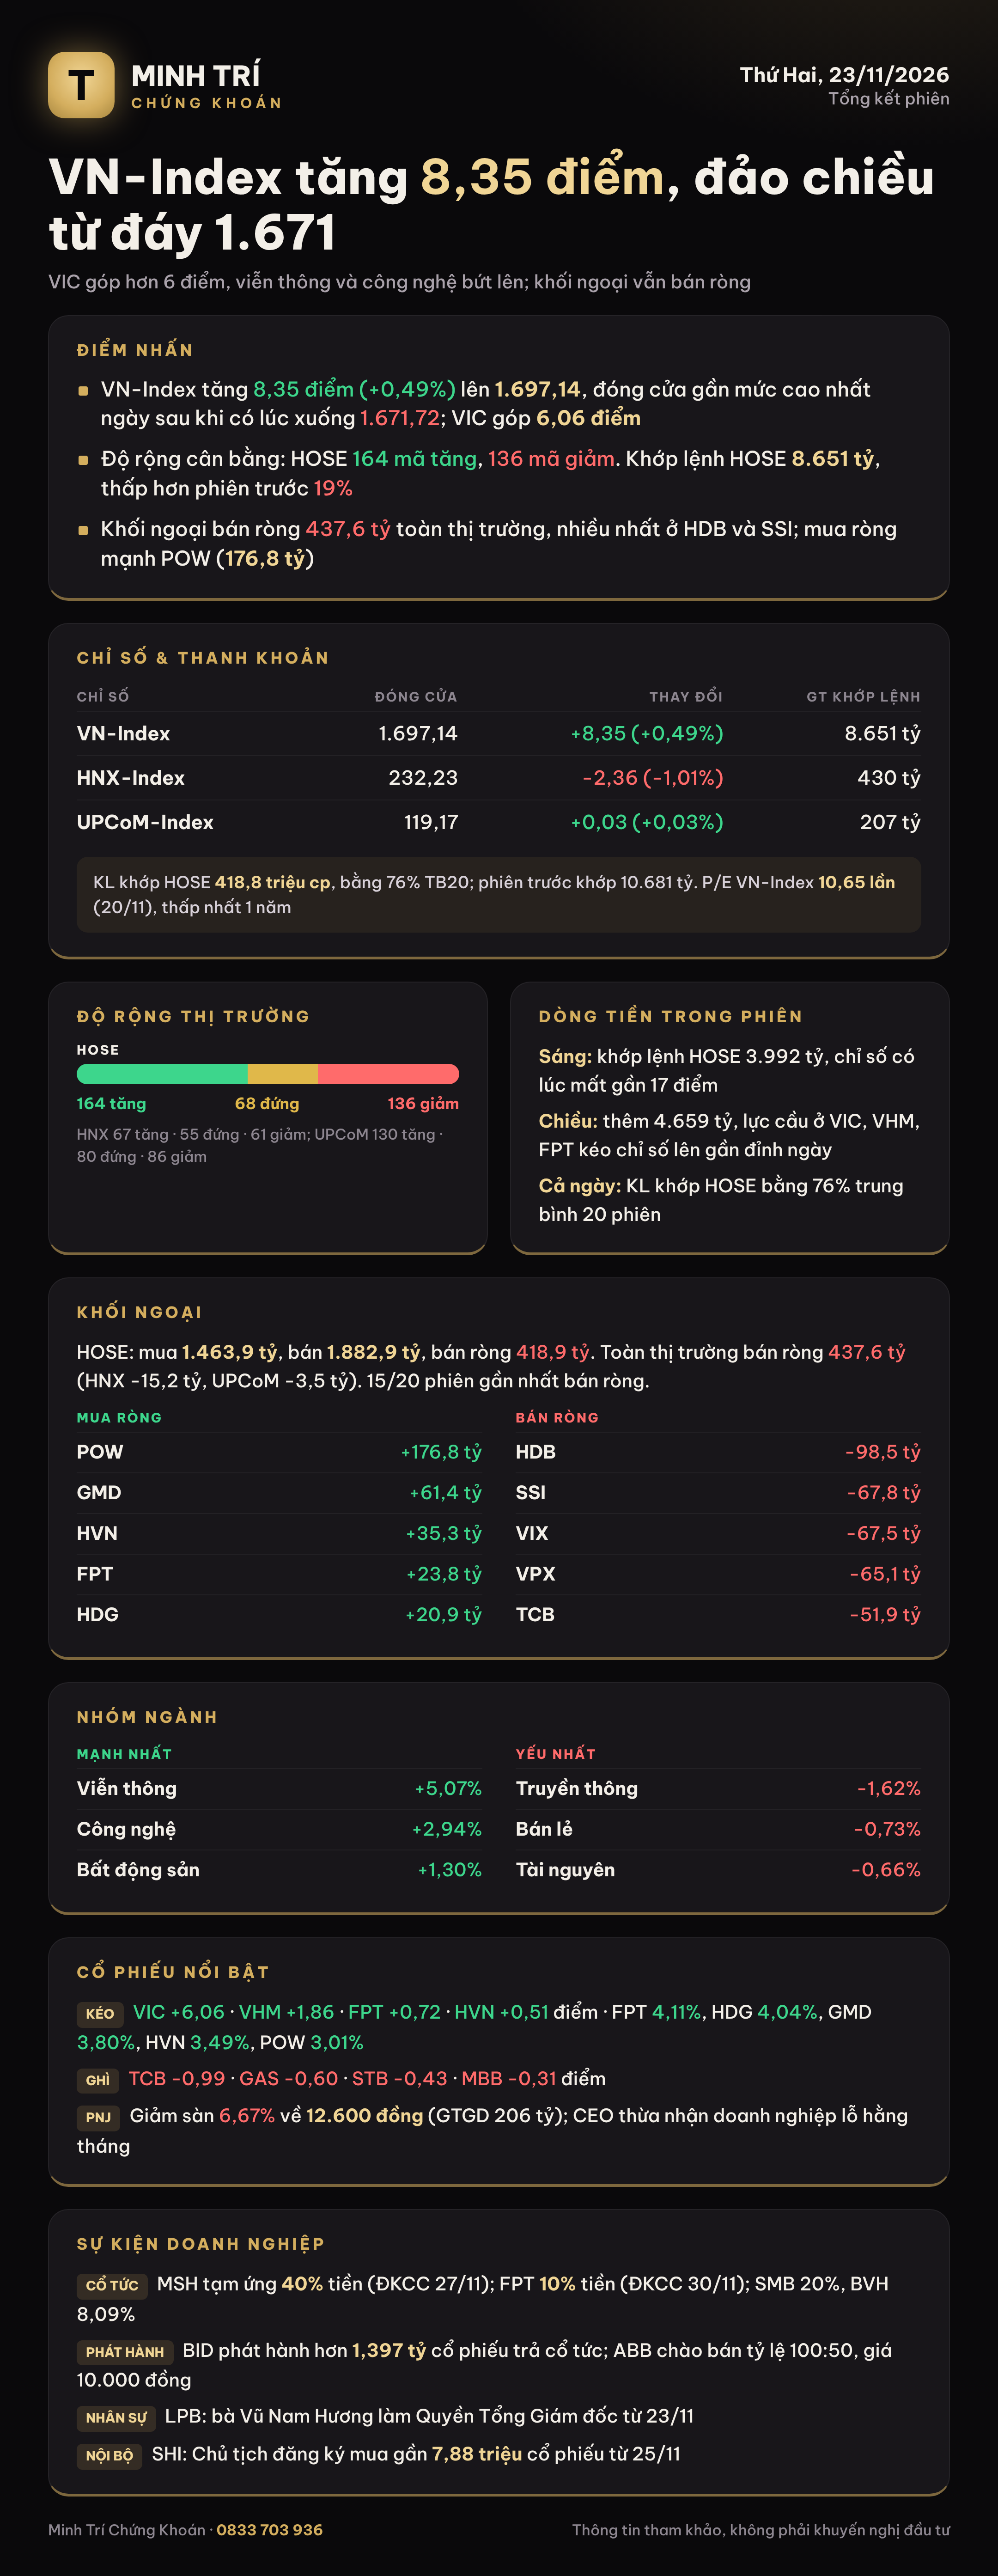 T
MINH TRÍ
CHỨNG KHOÁN
Thứ Hai, 23/11/2026
Tổng kết phiên
VN-Index tăng 8,35 điểm, đảo chiều
từ đáy 1.671
VIC góp hơn 6 điểm, viễn thông và công nghệ bứt lên; khối ngoại vẫn bán ròng
ĐIỂM NHẤN
VN-Index tăng 8,35 điểm (+0,49%) lên 1.697,14, đóng cửa gần mức cao nhất
ngày sau khi có lúc xuống 1.671,72; VIC góp 6,06 điểm
Độ rộng cân bằng: HOSE 164 mã tăng, 136 mã giảm. Khớp lệnh HOSE 8.651 tỷ,
thấp hơn phiên trước 19%
Khối ngoại bán ròng 437,6 tỷ toàn thị trường, nhiều nhất ở HDB và SSI; mua ròng
mạnh POW (176,8 tỷ)
CHỈ SỐ & THANH KHOẢN
CHỈ SỐ ĐÓNG CỬA THAY ĐỔI GT KHỚP LỆNH
VN-Index 1.697,14 +8,35 (+0,49%) 8.651 tỷ
HNX-Index 232,23 -2,36 (-1,01%) 430 tỷ
UPCoM-Index 119,17 +0,03 (+0,03%) 207 tỷ
KL khớp HOSE 418,8 triệu cp, bằng 76% TB20; phiên trước khớp 10.681 tỷ. P/E VN-Index 10,65 lần
(20/11), thấp nhất 1 năm
ĐỘ RỘNG THỊ TRƯỜNG
HOSE
164 tăng 68 đứng 136 giảm
HNX 67 tăng · 55 đứng · 61 giảm; UPCoM 130 tăng ·
80 đứng · 86 giảm
DÒNG TIỀN TRONG PHIÊN
Sáng: khớp lệnh HOSE 3.992 tỷ, chỉ số có
lúc mất gần 17 điểm
Chiều: thêm 4.659 tỷ, lực cầu ở VIC, VHM,
FPT kéo chỉ số lên gần đỉnh ngày
Cả ngày: KL khớp HOSE bằng 76% trung
bình 20 phiên
KHỐI NGOẠI
HOSE: mua 1.463,9 tỷ, bán 1.882,9 tỷ, bán ròng 418,9 tỷ. Toàn thị trường bán ròng 437,6 tỷ
(HNX -15,2 tỷ, UPCoM -3,5 tỷ). 15/20 phiên gần nhất bán ròng.
MUA RÒNG BÁN RÒNG
POW +176,8 tỷ HDB -98,5 tỷ
GMD +61,4 tỷ SSI -67,8 tỷ
HVN +35,3 tỷ VIX -67,5 tỷ
FPT +23,8 tỷ VPX -65,1 tỷ
HDG +20,9 tỷ TCB -51,9 tỷ
NHÓM NGÀNH
MẠNH NHẤT YẾU NHẤT
Viễn thông +5,07% Truyền thông -1,62%
Công nghệ +2,94% Bán lẻ -0,73%
Bất động sản +1,30% Tài nguyên -0,66%
CỔ PHIẾU NỔI BẬT
KÉO VIC +6,06 · VHM +1,86 · FPT +0,72 · HVN +0,51 điểm · FPT 4,11%, HDG 4,04%, GMD
3,80%, HVN 3,49%, POW 3,01%
GHÌ TCB -0,99 · GAS -0,60 · STB -0,43 · MBB -0,31 điểm
PNJ Giảm sàn 6,67% về 12.600 đồng (GTGD 206 tỷ); CEO thừa nhận doanh nghiệp lỗ hằng
tháng
SỰ KIỆN DOANH NGHIỆP
CỔ TỨC MSH tạm ứng 40% tiền (ĐKCC 27/11); FPT 10% tiền (ĐKCC 30/11); SMB 20%, BVH
8,09%
PHÁT HÀNH BID phát hành hơn 1,397 tỷ cổ phiếu trả cổ tức; ABB chào bán tỷ lệ 100:50, giá
10.000 đồng
NHÂN SỰ LPB: bà Vũ Nam Hương làm Quyền Tổng Giám đốc từ 23/11
NỘI BỘ SHI: Chủ tịch đăng ký mua gần 7,88 triệu cổ phiếu từ 25/11
Minh Trí Chứng Khoán · 0833 703 936
Thông tin tham khảo, không phải khuyến nghị đầu tư